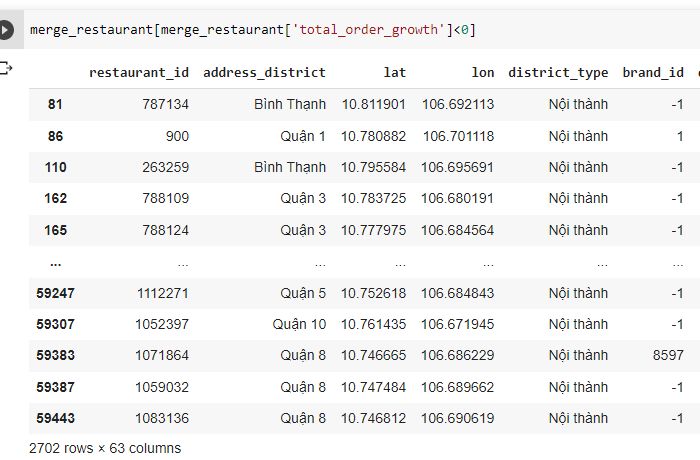 merge_restaurant[merge_restaurant['total_order_growth']<0]
restaurant_id address_district lat lon district_type brand_id
81 787134 Bình Thạnh 10.811901 106.692113 Nội thành -1
86 900 Quận 1 10.780882 106.701118 Nội thành 1
110 263259 Bình Thạnh 10.795584 106.695691 Nội thành -1
162 788109 Quận 3 10.783725 106.680191 Nội thành -1
165 788124 Quận 3 10.777975 106.684564 Nội thành -1
... ... ... ... ... ... ...
59247 1112271 Quận 5 10.752618 106.684843 Nội thành -1
59307 1052397 Quận 10 10.761435 106.671945 Nội thành -1
59383 1071864 Quận 8 10.746665 106.686229 Nội thành 8597
59387 1059032 Quận 8 10.747484 106.689662 Nội thành -1
59443 1083136 Quận 8 10.746812 106.690619 Nội thành -1
2702 rows × 63 columns